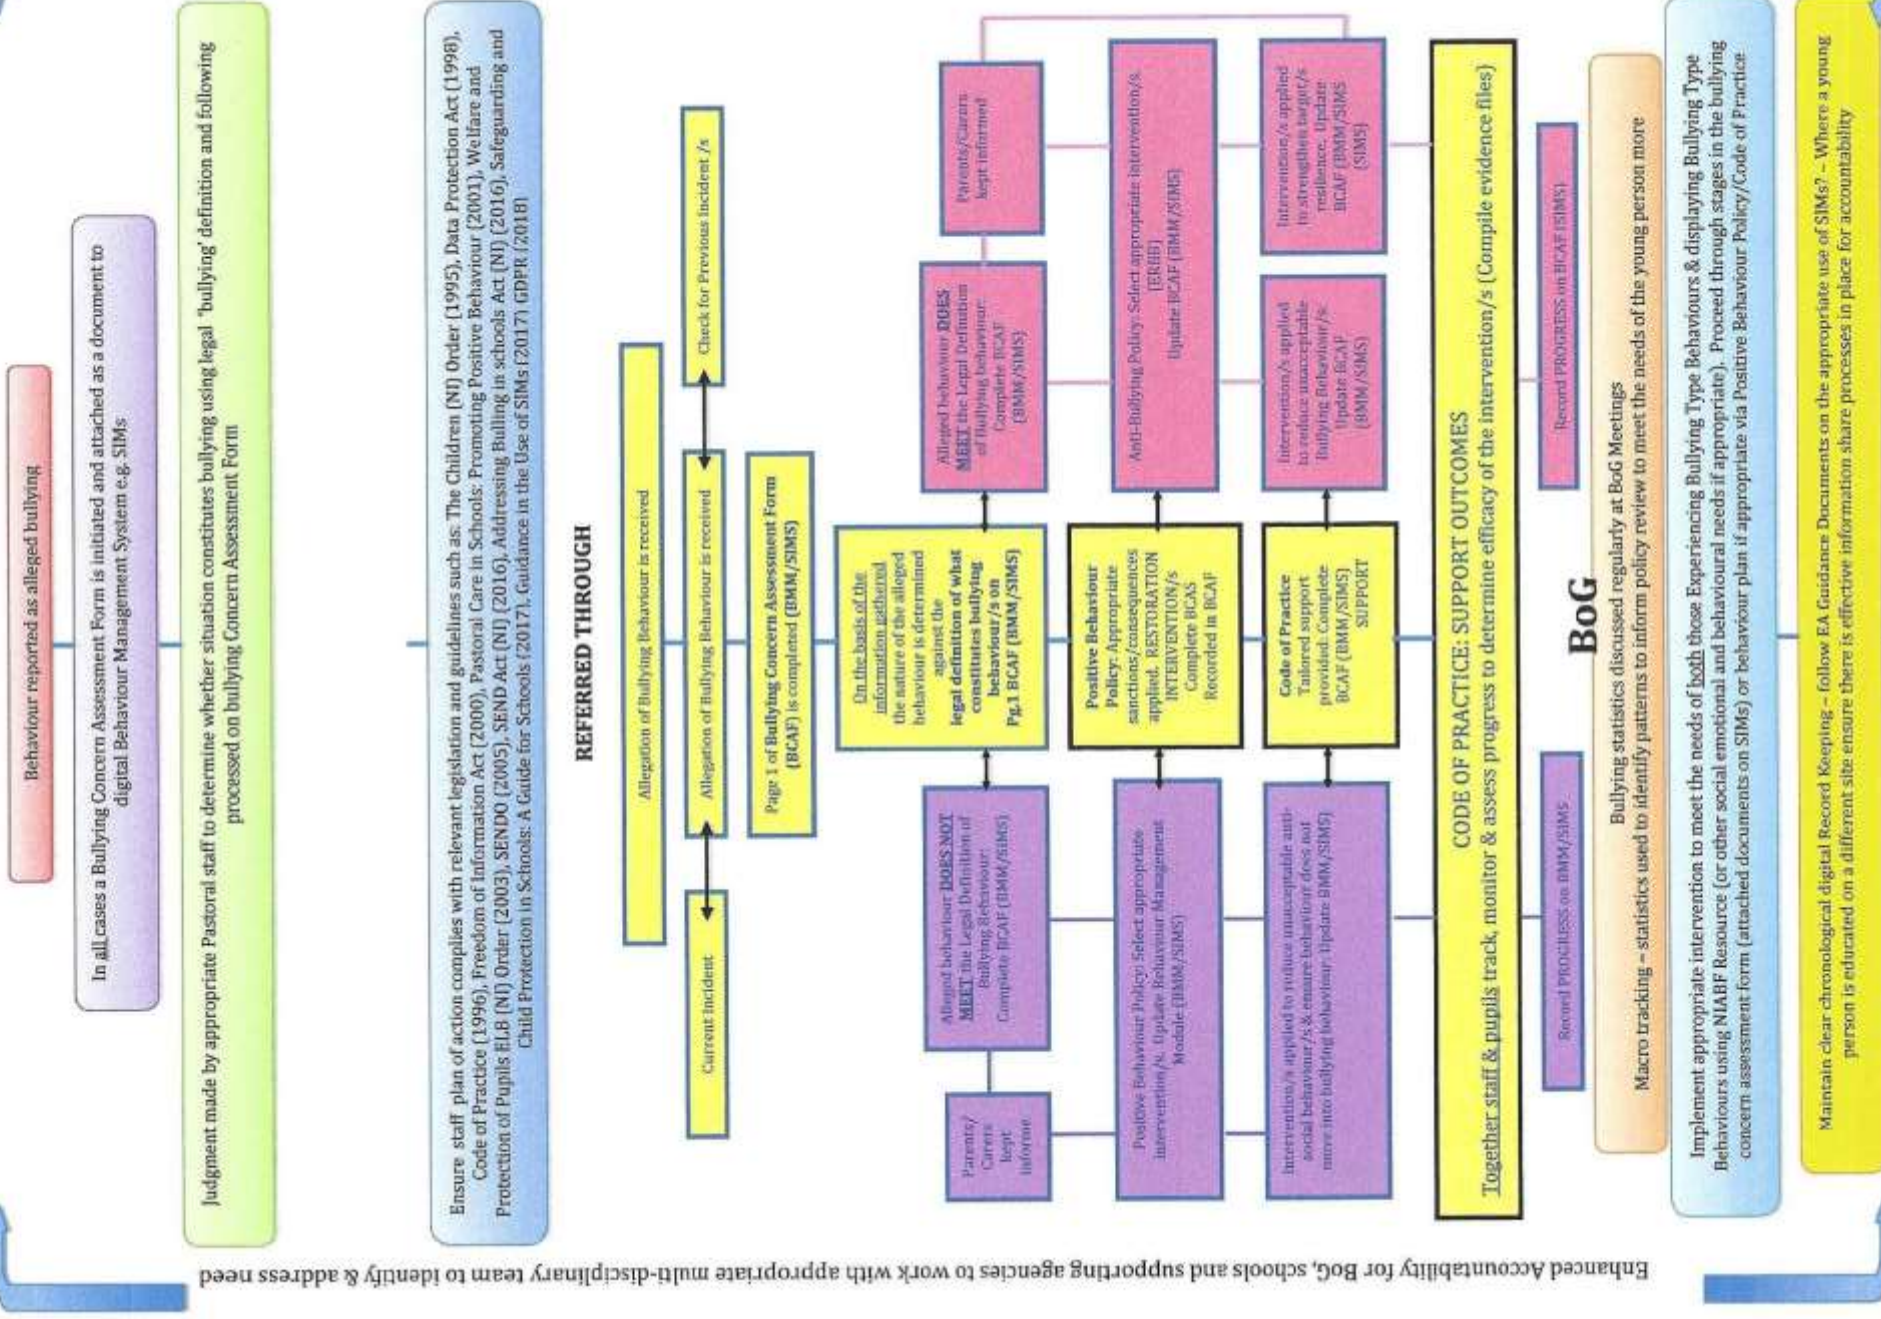 Behaviour reported as alleged bullying
In all cases a Bullying Concern Assessment Form is initiated and attached as a document to
digital Behaviour Management System e.g. SIMs
Judgment made by appropriate Pastoral staff to determine whether situation constitutes bullying using legal 'bullying' definition and following
processed on bullying Concern Assessment Form
Ensure staff plan of action complies with relevant legislation and guidelines such as: The Children (NI) Order (1995), Data Protection Act (1998),
Code of Practice (1996), Freedom of Information Act (2000), Pastoral Care in Schools: Promoting Positive Behaviour (2001), Welfare and
Protection of Pupils ELB (NI) Order (2003), SENDO (2005), SEND Act (NI) (2016), Addressing Bulling in schools Act (NI) (2016), Safeguarding and
Child Protection in Schools: A Guide for Schools (2017), Guidance in the Use of SIMs (2017) GDPR (2018)
REFERRED THROUGH
Allegation of Bullying Behaviour is received
Current Incident
Allegation of Bullying Behaviour is received
Check for Previous Incident /s
Page 1 of Bullying Concern Assessment Form
(BCAF) is completed (BMM/SIMS)
Parents/
Carers
kept
informe
Alleged behaviour DOES NOT
MEET the Legal Definition of
Bullying Behaviour:
Complete BCAF (BMM/SIMS)
On the basis of the
information gathered
the nature of the alleged
behaviour is determined
against the
legal definition of what
constitutes bullying
behaviour/s on
Pg.1 BCAF (BMM/SIMS)
Alleged behaviour DOES
MEET the Legal Definition
of Bullying behaviour:
Complete BCAF
(BMM/SIMS)
Parents/Carers
kept informed
Positive Behaviour Policy: Select appropriate
intervention/s. Update Behaviour Management
Module (BMM/SIMS)
Positive Behaviour
Policy: Appropriate
sanctions/consequences
applied. RESTORATION
INTERVENTION/s
Complete BCAS
Recorded in BCAF
Anti-Bullying Policy Select appropriate intervention/s.
(ERBB)
Update BCAF (BMM/SIMS)
Intervention/s applied to reduce unacceptable anti-
social behaviour/s & ensure behaviour does not
move into bullying behaviour. Update BMM/SIMS)
Code of Practice
Tailored support
provided: Complete
BCAF (BMM/SIMS)
SUPPORT
Intervention/s applied
to reduce unacceptable
Bullying Behaviour/s:
Update BCAF
(BMM/SIMS)
Intervention/s applied
to strengthen target/s
resilience. Update
BCAF (BMM/SIMS
(SIMS)
CODE OF PRACTICE: SUPPORT OUTCOMES
Together staff & pupils track, monitor & assess progress to determine efficacy of the intervention/s (Compile evidence files)
Record PROGRESS on BMM/SIMS
Record PROGRESS on BCAF (SIMS)
BoG
Bullying statistics discussed regularly at BoG Meetings
Macro tracking – statistics used to identify patterns to inform policy review to meet the needs of the young person more
Implement appropriate intervention to meet the needs of both those Experiencing Bullying Type Behaviours & displaying Bullying Type
Behaviours using NIABF Resource (or other social emotional and behavioural needs if appropriate). Proceed through stages in the bullying
concern assessment form (attached documents on SIMs) or behaviour plan if appropriate via Positive Behaviour Policy/Code of Practice
Maintain clear chronological digital Record Keeping – follow EA Guidance Documents on the appropriate use of SIMs? – Where a young
person is educated on a different site ensure there is effective information share processes in place for accountability
Enhanced Accountability for BoG, schools and supporting agencies to work with appropriate multi-disciplinary team to identify & address need